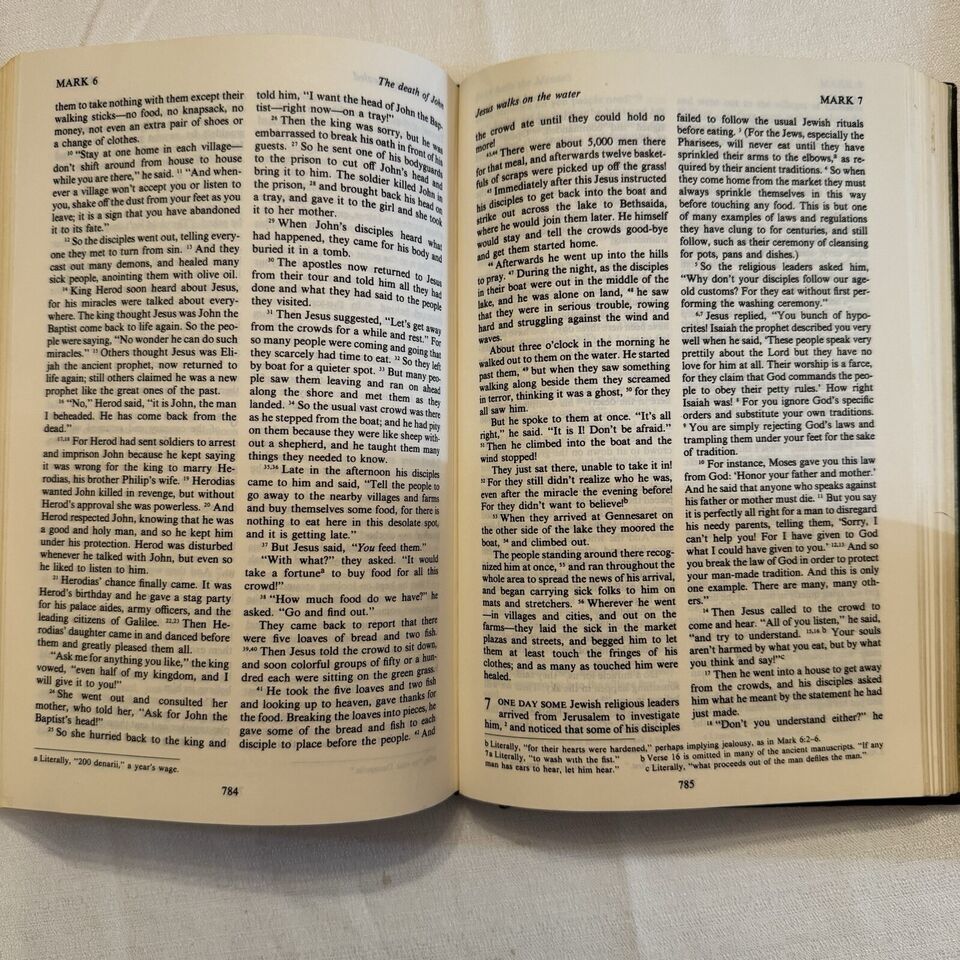 MARK 6
The death of John
them to take nothing with them except their
walking sticks—no food, no knapsack, no
money, not even an extra pair of shoes or
a change of clothes.
10 "Stay at one home in each village—
don't shift around from house to house
while you are there," he said. 11 "And when-
ever a village won't accept you or listen to
you, shake off the dust from your feet as you
leave; it is a sign that you have abandoned
it to its fate."
12 So the disciples went out, telling every-
one they met to turn from sin. 13 And they
cast out many demons, and healed many
sick people, anointing them with olive oil.
14 King Herod soon heard about Jesus,
for his miracles were talked about every-
where. The king thought Jesus was John the
Baptist come back to life again. So the peo-
ple were saying, "No wonder he can do such
miracles." 15 Others thought Jesus was Eli-
jah the ancient prophet, now returned to
life again; still others claimed he was a new
prophet like the great ones of the past.
16 "No," Herod said, "it is John, the man
I beheaded. He has come back from the
dead."
17,18 For Herod had sent soldiers to arrest
and imprison John because he kept saying
it was wrong for the king to marry He-
rodias, his brother Philip's wife. 19 Herodias
wanted John killed in revenge, but without
Herod's approval she was powerless. 20 And
Herod respected John, knowing that he was
a good and holy man, and so he kept him
under his protection. Herod was disturbed
whenever he talked with John, but even so
he liked to listen to him.
21 Herodias' chance finally came. It was
Herod's birthday and he gave a stag party
for his palace aides, army officers, and the
leading citizens of Galilee. 22,23 Then He-
rodias' daughter came in and danced before
them and greatly pleased them all.
"Ask me for anything you like," the king
vowed, "even half of my kingdom, and I
will give it to you!"
24 She went out and consulted her
mother, who told her, "Ask for John the
Baptist's head!"
25 So she hurried back to the king and
a Literally, "200 denarii," a year's wage.
told him, "I want the head of John the Bap-
tist—right now—on a tray!"
26 Then the king was sorry, but he was
embarrassed to break his oath in front of his
guests. 27 So he sent one of his bodyguards
to the prison to cut off John's head and
bring it to him. The soldier killed John in
the prison, 28 and brought back his head on
a tray, and gave it to the girl and she took
it to her mother.
29 When John's disciples heard what
had happened, they came for his body and
buried it in a tomb.
30 The apostles now returned to Jesus
from their tour and told him all they had
done and what they had said to the people
they visited.
31 Then Jesus suggested, "Let's get away
from the crowds for a while and rest." For
so many people were coming and going that
they scarcely had time to eat. 32 So they left
by boat for a quieter spot. 33 But many peo-
ple saw them leaving and ran on ahead
along the shore and met them as they
landed. 34 So the usual vast crowd was there
as he stepped from the boat; and he had pity
on them because they were like sheep with-
out a shepherd, and he taught them many
things they needed to know.
35,36 Late in the afternoon his disciples
came to him and said, "Tell the people to
go away to the nearby villages and farms
and buy themselves some food, for there is
nothing to eat here in this desolate spot,
and it is getting late."
37 But Jesus said, "You feed them."
"With what?" they asked. "It would
take a fortunea to buy food for all this
crowd!"
38 "How much food do we have?" he
asked. "Go and find out."
They came back to report that there
were five loaves of bread and two fish.
39,40 Then Jesus told the crowd to sit down,
and soon colorful groups of fifty or a hun-
dred each were sitting on the green grass.
41 He took the five loaves and two fish
and looking up to heaven, gave thanks for
the food. Breaking the loaves into pieces, he
gave some of the bread and fish to each
disciple to place before the people. 42 And
784
Jesus walks on the water
MARK 7
the crowd ate until they could hold no
more!
43,44 There were about 5,000 men there
for that meal, and afterwards twelve basket-
fuls of scraps were picked up off the grass!
45 Immediately after this Jesus instructed
his disciples to get back into the boat and
strike out across the lake to Bethsaida,
where he would join them later. He himself
would stay and tell the crowds good-bye
and get them started home.
46 Afterwards he went up into the hills
to pray. 47 During the night, as the disciples
in their boat were out in the middle of the
lake, and he was alone on land, 48 he saw
that they were in serious trouble, rowing
hard and struggling against the wind and
waves.
About three o'clock in the morning he
walked out to them on the water. He started
past them, 49 but when they saw something
walking along beside them they screamed
in terror, thinking it was a ghost, 50 for they
all saw him.
But he spoke to them at once. "It's all
right," he said. "It is I! Don't be afraid."
51 Then he climbed into the boat and the
wind stopped!
They just sat there, unable to take it in!
52 For they still didn't realize who he was,
even after the miracle the evening before!
For they didn't want to believe!b
53 When they arrived at Gennesaret on
the other side of the lake they moored the
boat, 54 and climbed out.
The people standing around there recog-
nized him at once, 55 and ran throughout the
whole area to spread the news of his arrival,
and began carrying sick folks to him on
mats and stretchers. 56 Wherever he went
—in villages and cities, and out on the
farms—they laid the sick in the market
plazas and streets, and begged him to let
them at least touch the fringes of his
clothes; and as many as touched him were
healed.
7 ONE DAY SOME Jewish religious leaders
arrived from Jerusalem to investigate
him, 2 and noticed that some of his disciples
failed to follow the usual Jewish rituals
before eating. 3 (For the Jews, especially the
Pharisees, will never eat until they have
sprinkled their arms to the elbows,a as re-
quired by their ancient traditions. 4 So when
they come home from the market they must
always sprinkle themselves in this way
before touching any food. This is but one
of many examples of laws and regulations
they have clung to for centuries, and still
follow, such as their ceremony of cleansing
for pots, pans and dishes.)
5 So the religious leaders asked him,
"Why don't your disciples follow our age-
old customs? For they eat without first per-
forming the washing ceremony."
6,7 Jesus replied, "You bunch of hypo-
crites! Isaiah the prophet described you very
well when he said, 'These people speak very
prettily about the Lord but they have no
love for him at all. Their worship is a farce,
for they claim that God commands the peo-
ple to obey their petty rules.' How right
Isaiah was! 8 For you ignore God's specific
orders and substitute your own traditions.
9 You are simply rejecting God's laws and
trampling them under your feet for the sake
of tradition.
10 For instance, Moses gave you this law
from God: 'Honor your father and mother.'
And he said that anyone who speaks against
his father or mother must die. 11 But you say
it is perfectly all right for a man to disregard
his needy parents, telling them, 'Sorry, I
can't help you! For I have given to God
what I could have given to you.' 12,13 And so
you break the law of God in order to protect
your man-made tradition. And this is only
one example. There are many, many oth-
ers."
14 Then Jesus called to the crowd to
come and hear. "All of you listen," he said,
"and try to understand. 15,16 b Your souls
aren't harmed by what you eat, but by what
you think and say!"c
17 Then he went into a house to get away
from the crowds, and his disciples asked
him what he meant by the statement he had
just made.
18 "Don't you understand either?" he
b Literally, "for their hearts were hardened," perhaps implying jealousy, as in Mark 6:2-6.
7 a Literally, "to wash with the fist." b Verse 16 is omitted in many of the ancient manuscripts. "If any
man has ears to hear, let him hear." c Literally, "what proceeds out of the man defiles the man."
785